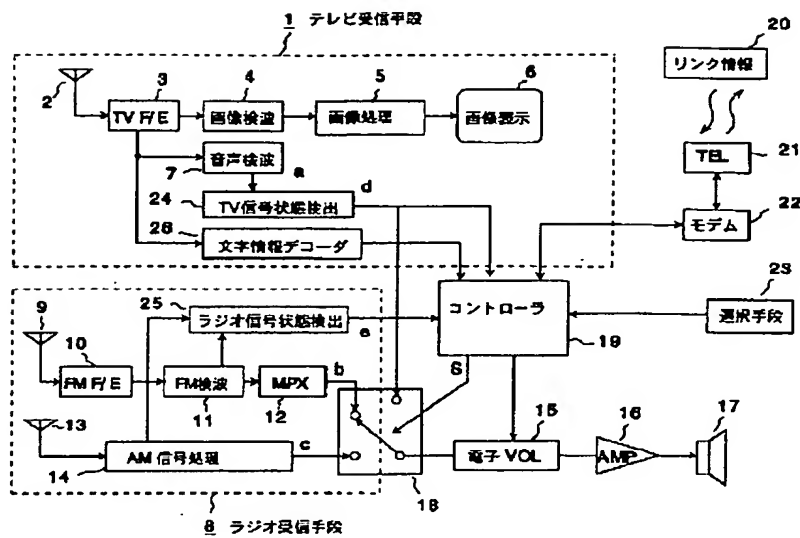 1 テレビ受信手段
2
3
TV F/E
4
画像検波
5
画像処理
6
画像表示
7
音声検波
a
24
TV信号状態検出
d
26
文字情報デコーダ
20
リンク情報
TEL
21
モデム
22
23
選択手段
コントローラ
19
S
25
ラジオ信号状態検出
e
9
10
FM F/E
FM検波
11
MPX
12
b
13
14
AM 信号処理
c
18
15
電子 VOL
16
AMP
17
8 ラジオ受信手段